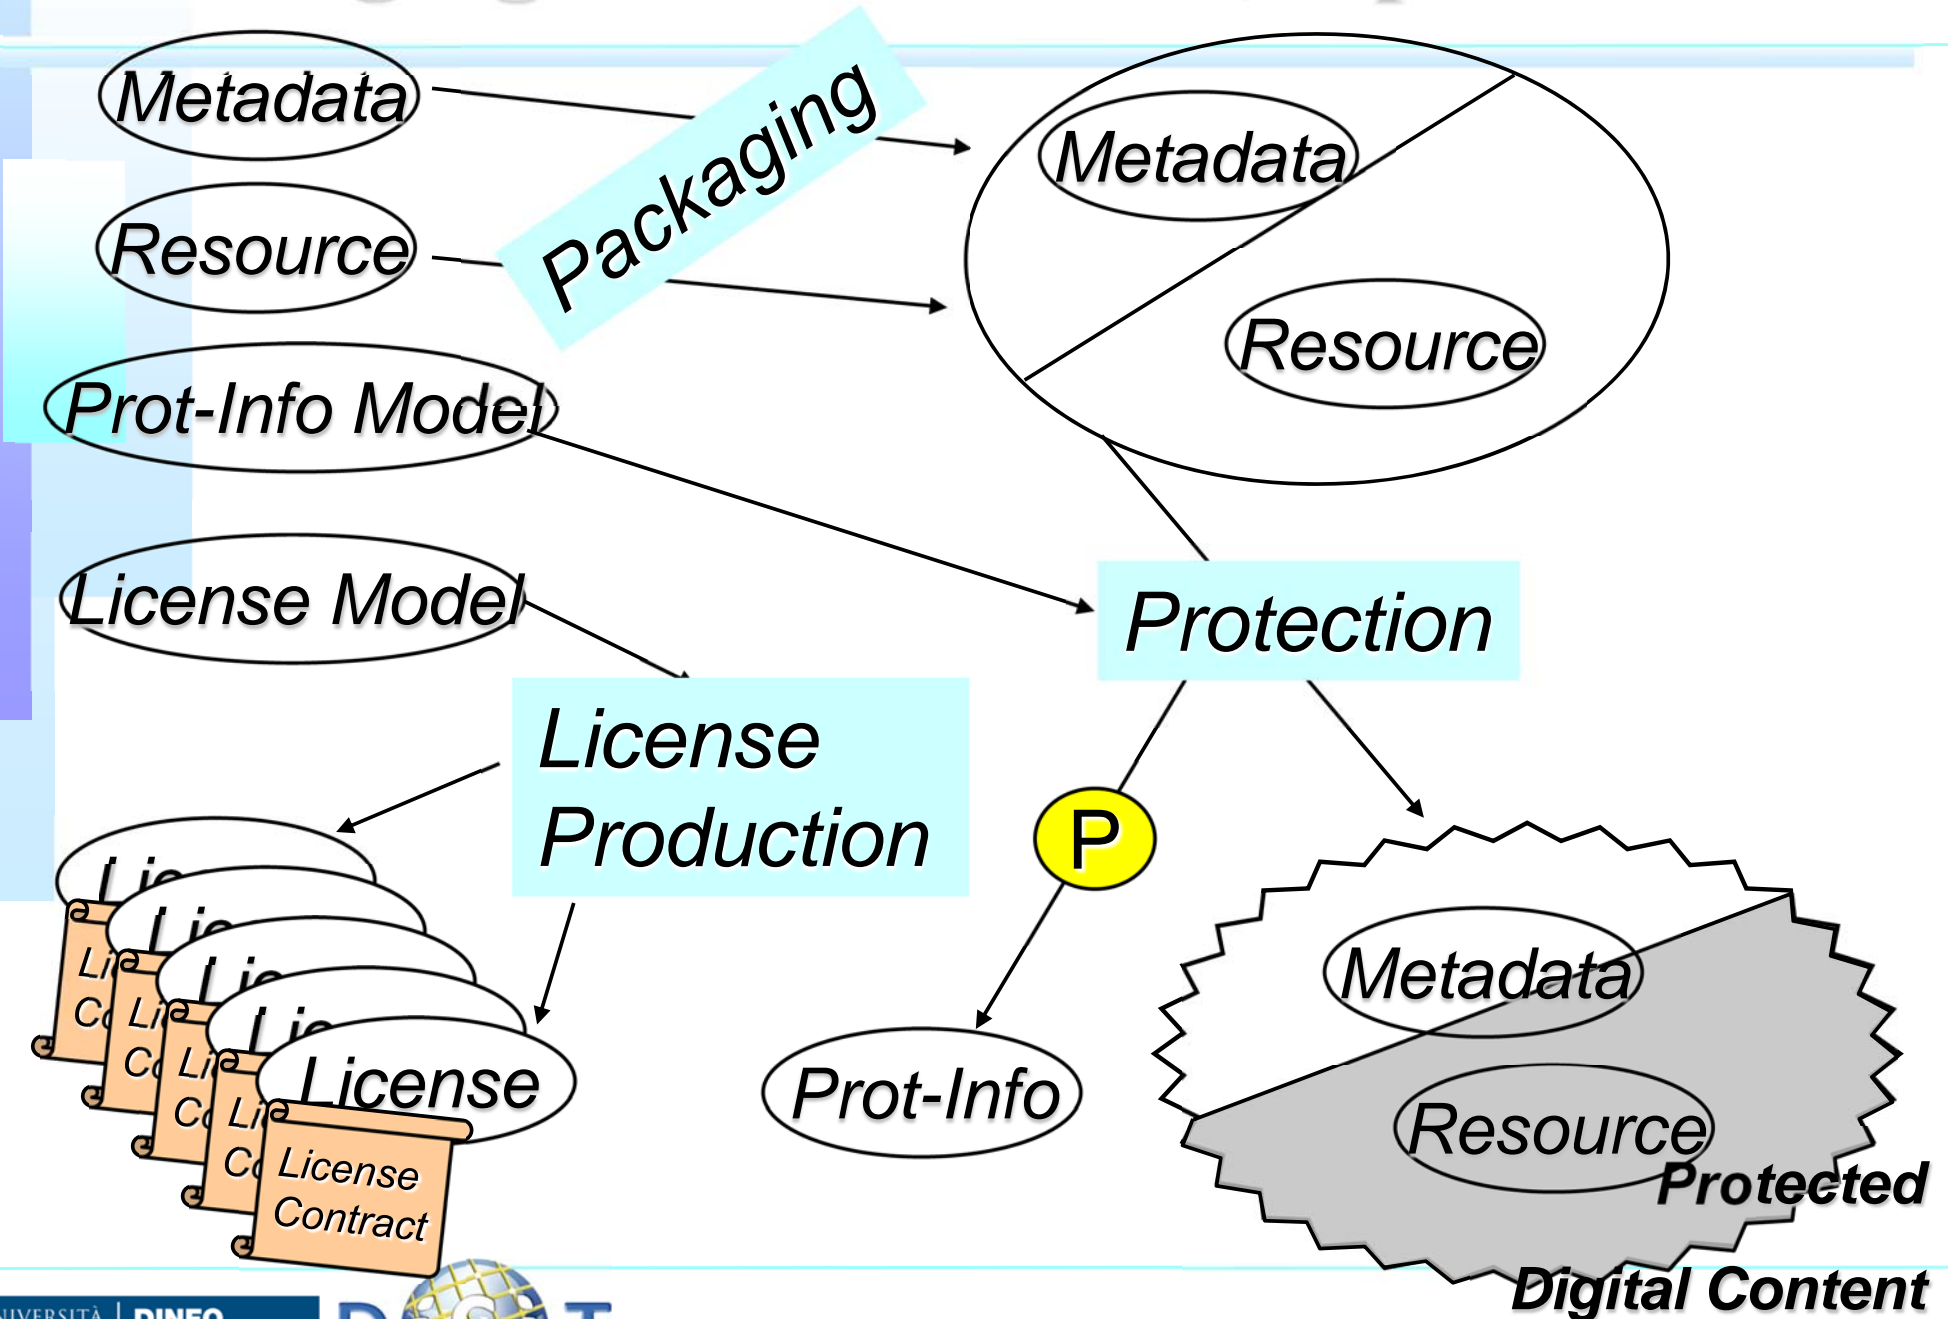 Metadata
Packaging
Metadata
Resource
Resource
Prot-Info Model
License Model
Protection
License
Production
P
Metadata
License
Prot-Info
Resource
Protected
License
Contract
Digital Content
DINFO